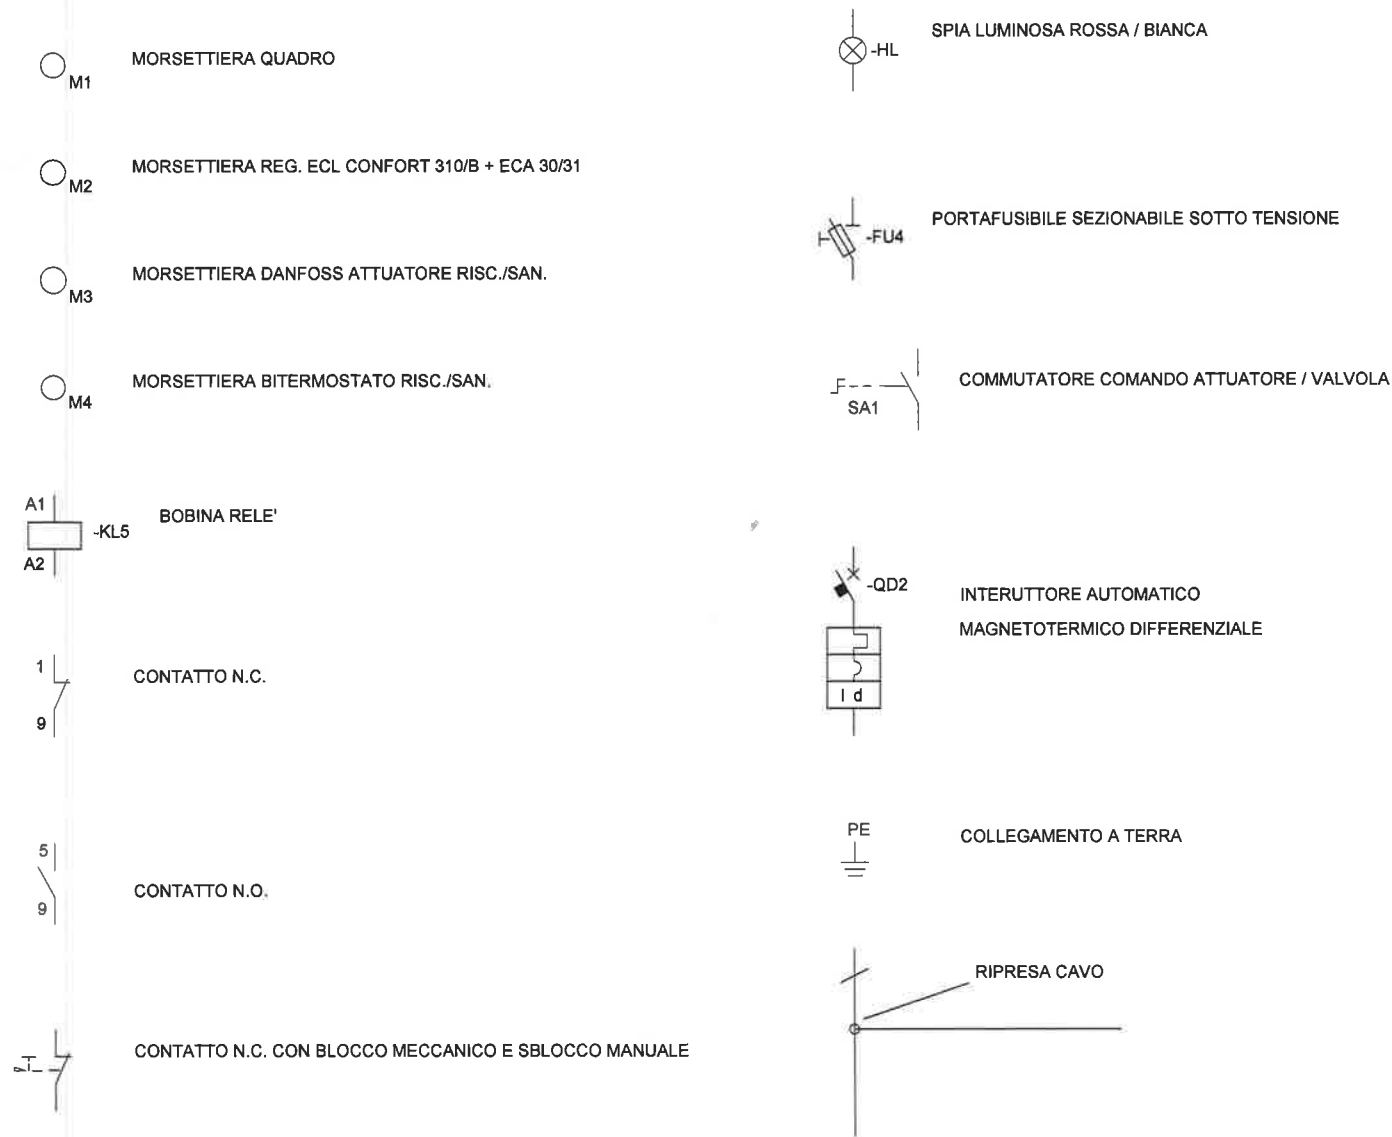 M1
MORSETTIERA QUADRO
M2
MORSETTIERA REG. ECL CONFORT 310/B + ECA 30/31
M3
MORSETTIERA DANFOSS ATTUATORE RISC./SAN.
M4
MORSETTIERA BITERMOSTATO RISC./SAN.
A1
-KL5
A2
BOBINA RELE'
1
9
CONTATTO N.C.
5
9
CONTATTO N.O.
CONTATTO N.C. CON BLOCCO MECCANICO E SBLOCCO MANUALE
-HL
SPIA LUMINOSA ROSSA / BIANCA
-FU4
PORTAFUSIBILE SEZIONABILE SOTTO TENSIONE
SA1
COMMUTATORE COMANDO ATTUATORE / VALVOLA
-QD2
I d
INTERUTTORE AUTOMATICO
MAGNETOTERMICO DIFFERENZIALE
PE
COLLEGAMENTO A TERRA
RIPRESA CAVO